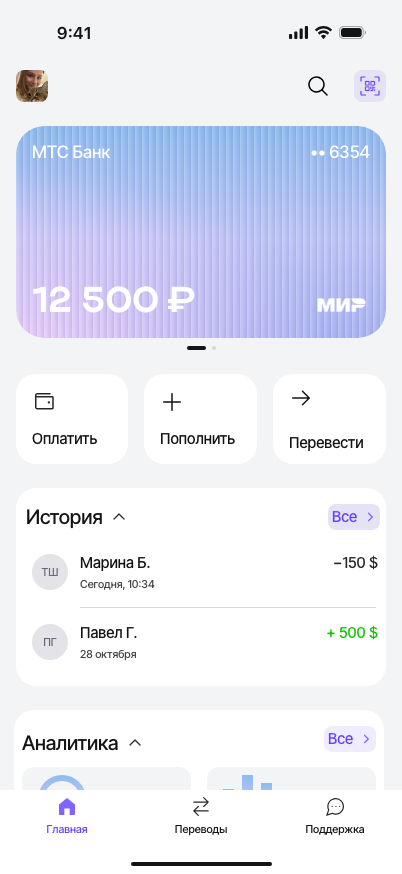 9:41
МТС Банк
•• 6354
12 500 ₽
МИР
Оплатить
Пополнить
Перевести
История
Все
ТШ
Марина Б.
−150 $
Сегодня, 10:34
ПГ
Павел Г.
+ 500 $
28 октября
Аналитика
Все
Главная
Переводы
Поддержка